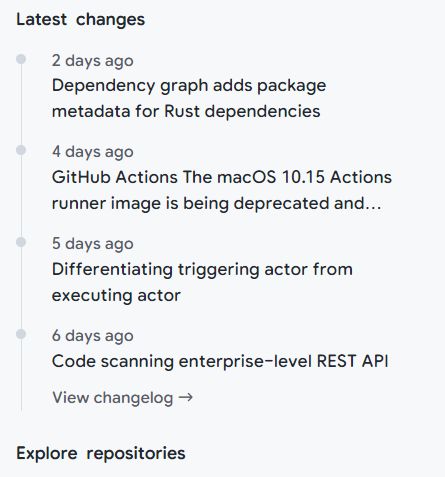 Latest changes
2 days ago
Dependency graph adds package
metadata for Rust dependencies
4 days ago
GitHub Actions The macOS 10.15 Actions
runner image is being deprecated and…
5 days ago
Differentiating triggering actor from
executing actor
6 days ago
Code scanning enterprise-level REST API
View changelog →
Explore repositories